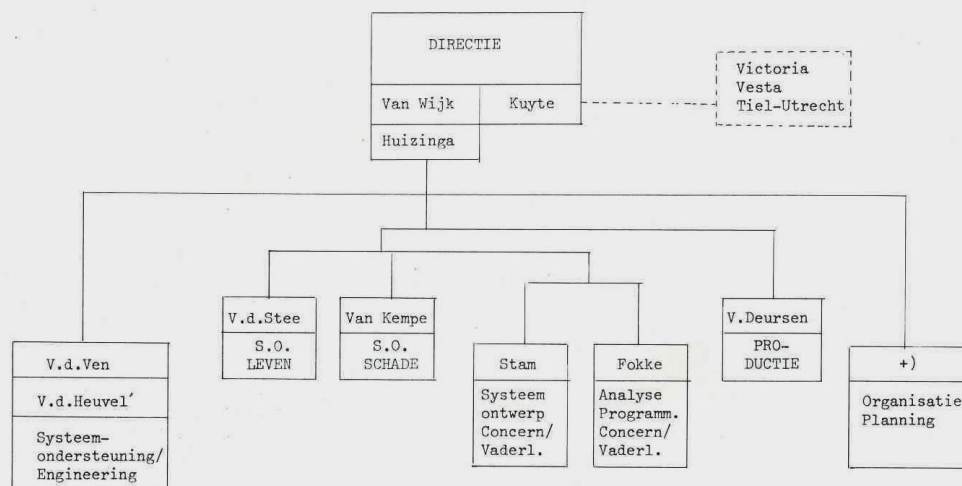 DIRECTIE
Van Wijk Kuyte
Huizinga
Victoria
Vesta
Tiel-Utrecht
V.d.Ven
V.d.Heuvel´
Systeem-
ondersteuning/
Engineering
V.d.Stee
S.O.
LEVEN
Van Kempe
S.O.
SCHADE
Stam
Systeem
ontwerp
Concern/
Vaderl.
Fokke
Analyse
Programm.
Concern/
Vaderl.
V.Deursen
PRO-
DUCTIE
+)
Organisatie
Planning